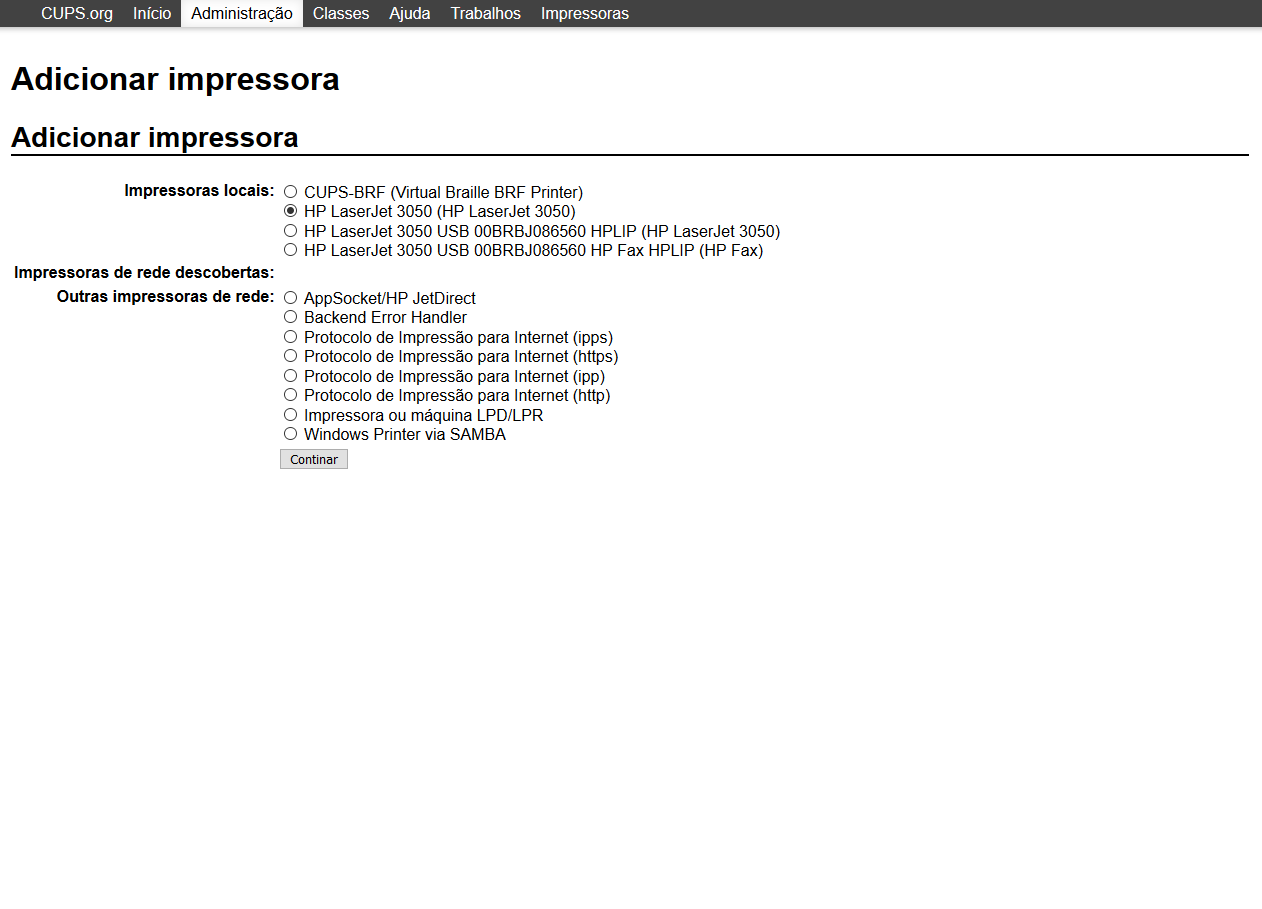 CUPS.org Início Administração Classes Ajuda Trabalhos Impressoras
Adicionar impressora
Adicionar impressora
Impressoras locais: CUPS-BRF (Virtual Braille BRF Printer)
HP LaserJet 3050 (HP LaserJet 3050)
HP LaserJet 3050 USB 00BRBJ086560 HPLIP (HP LaserJet 3050)
HP LaserJet 3050 USB 00BRBJ086560 HP Fax HPLIP (HP Fax)
Impressoras de rede descobertas:
Outras impressoras de rede: AppSocket/HP JetDirect
Backend Error Handler
Protocolo de Impressão para Internet (ipps)
Protocolo de Impressão para Internet (https)
Protocolo de Impressão para Internet (ipp)
Protocolo de Impressão para Internet (http)
Impressora ou máquina LPD/LPR
Windows Printer via SAMBA
Continar